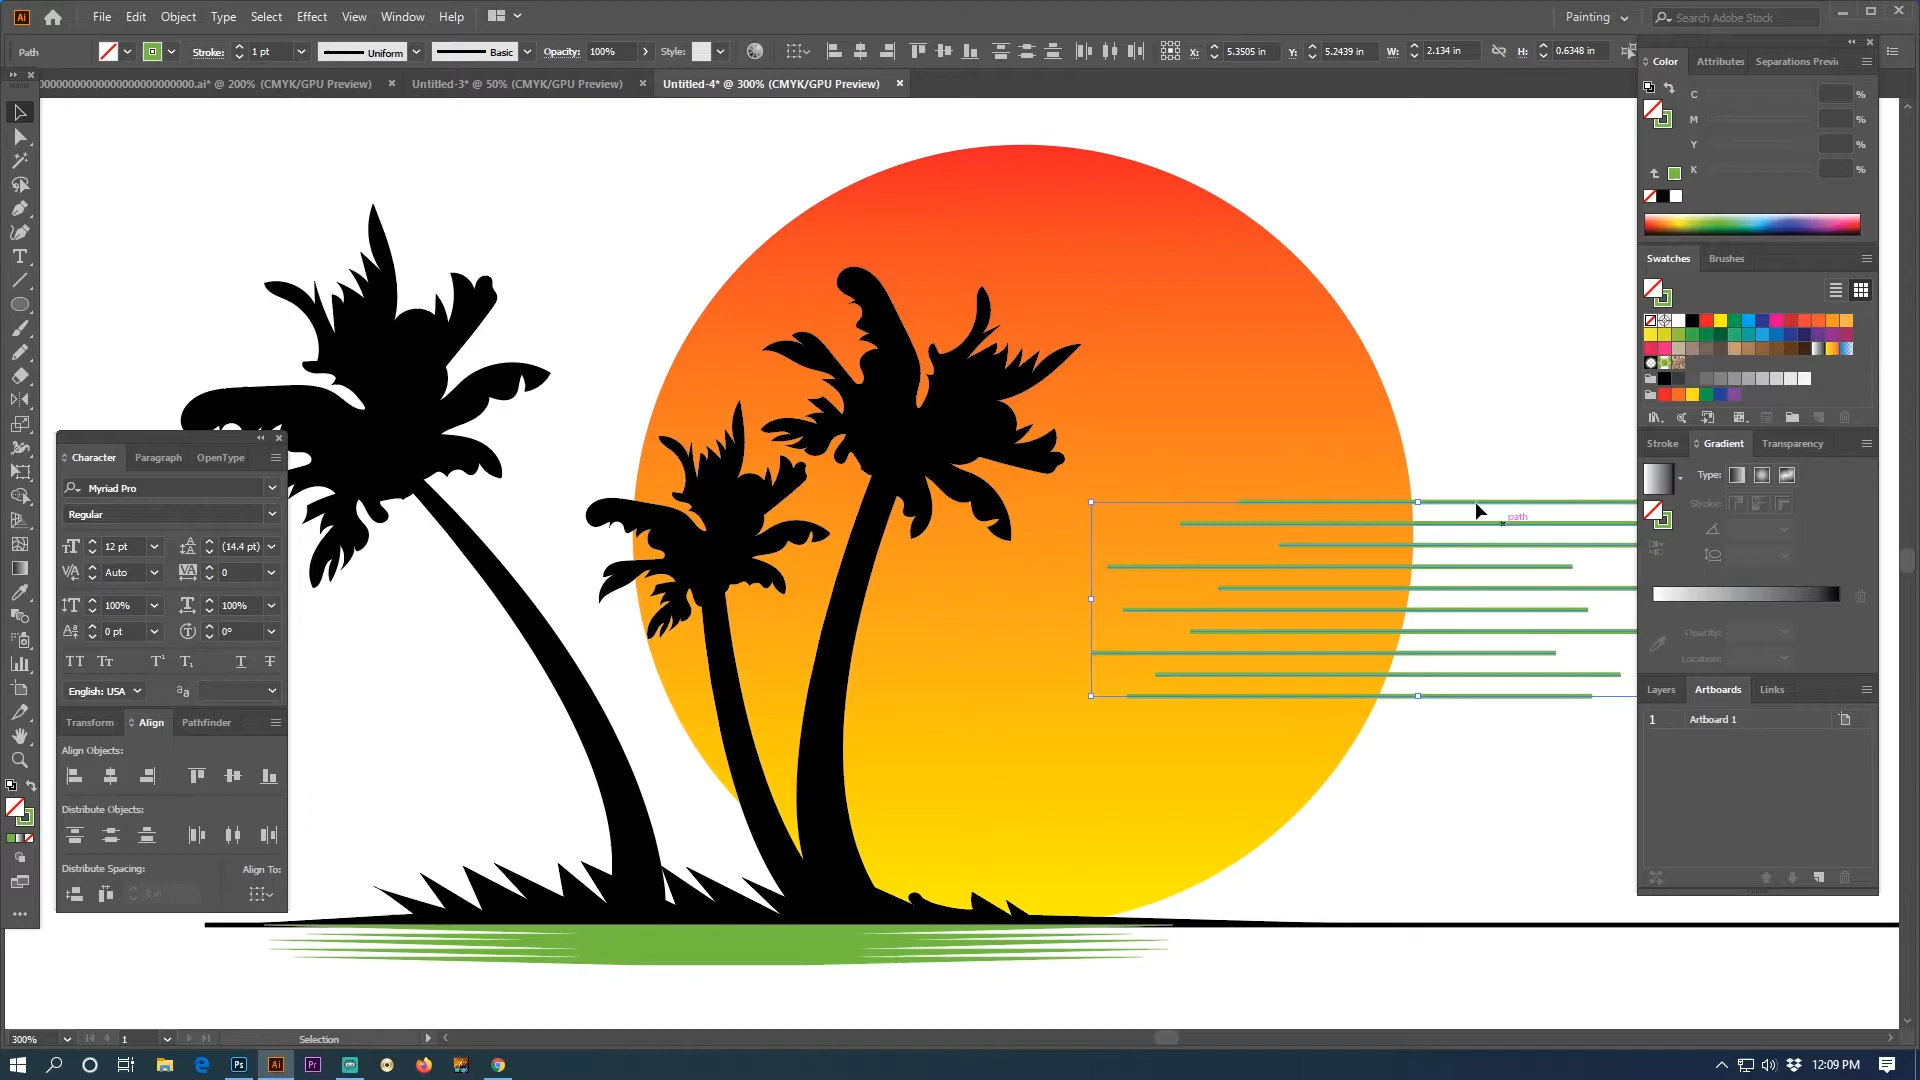 Ai File Edit Object Type Select Effect View Window Help Painting Search Adobe Stock
Path Stroke: 1 pt Uniform Basic Opacity: 100% Style: X: 5.3505 in Y: 5.2439 in W: 2.134 in H: 0.6348 in
.ai* @ 200% (CMYK/GPU Preview) × Untitled-3* @ 50% (CMYK/GPU Preview) × Untitled-4* @ 300% (CMYK/GPU Preview) ×
Color Attributes Separations Previ
C %
M %
Y %
K %
Swatches Brushes
Stroke Gradient Transparency
Type:
Stroke:
Opacity:
Location:
Layers Artboards Links
1 Artboard 1
path
Character Paragraph OpenType
Myriad Pro
Regular
12 pt (14.4 pt)
Auto 0
100% 100%
0 pt 0°
English: USA
Transform Align Pathfinder
Align Objects:
Distribute Objects:
Distribute Spacing: Align To:
0 in
300% 1 Selection
Ps Ai Pr 12:09 PM